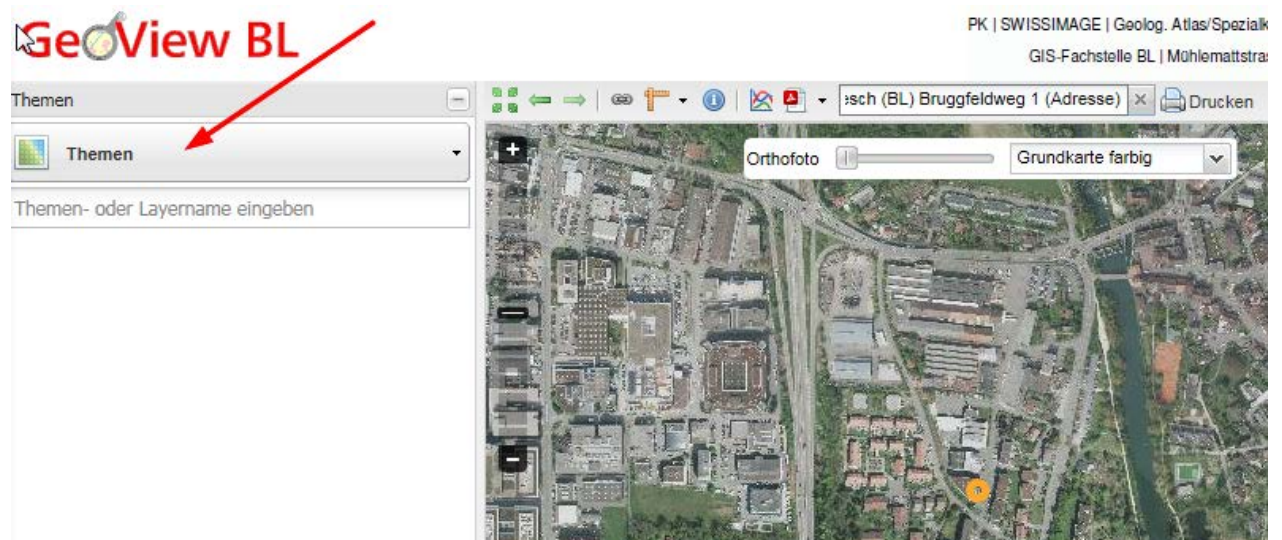 GeoView BL
PK | SWISSIMAGE | Geolog. Atlas/Spezialk
GIS-Fachstelle BL | Mühlemattstras
Themen
Themen
Themen- oder Layername eingeben
esch (BL) Bruggfeldweg 1 (Adresse)
Drucken
Orthofoto
Grundkarte farbig